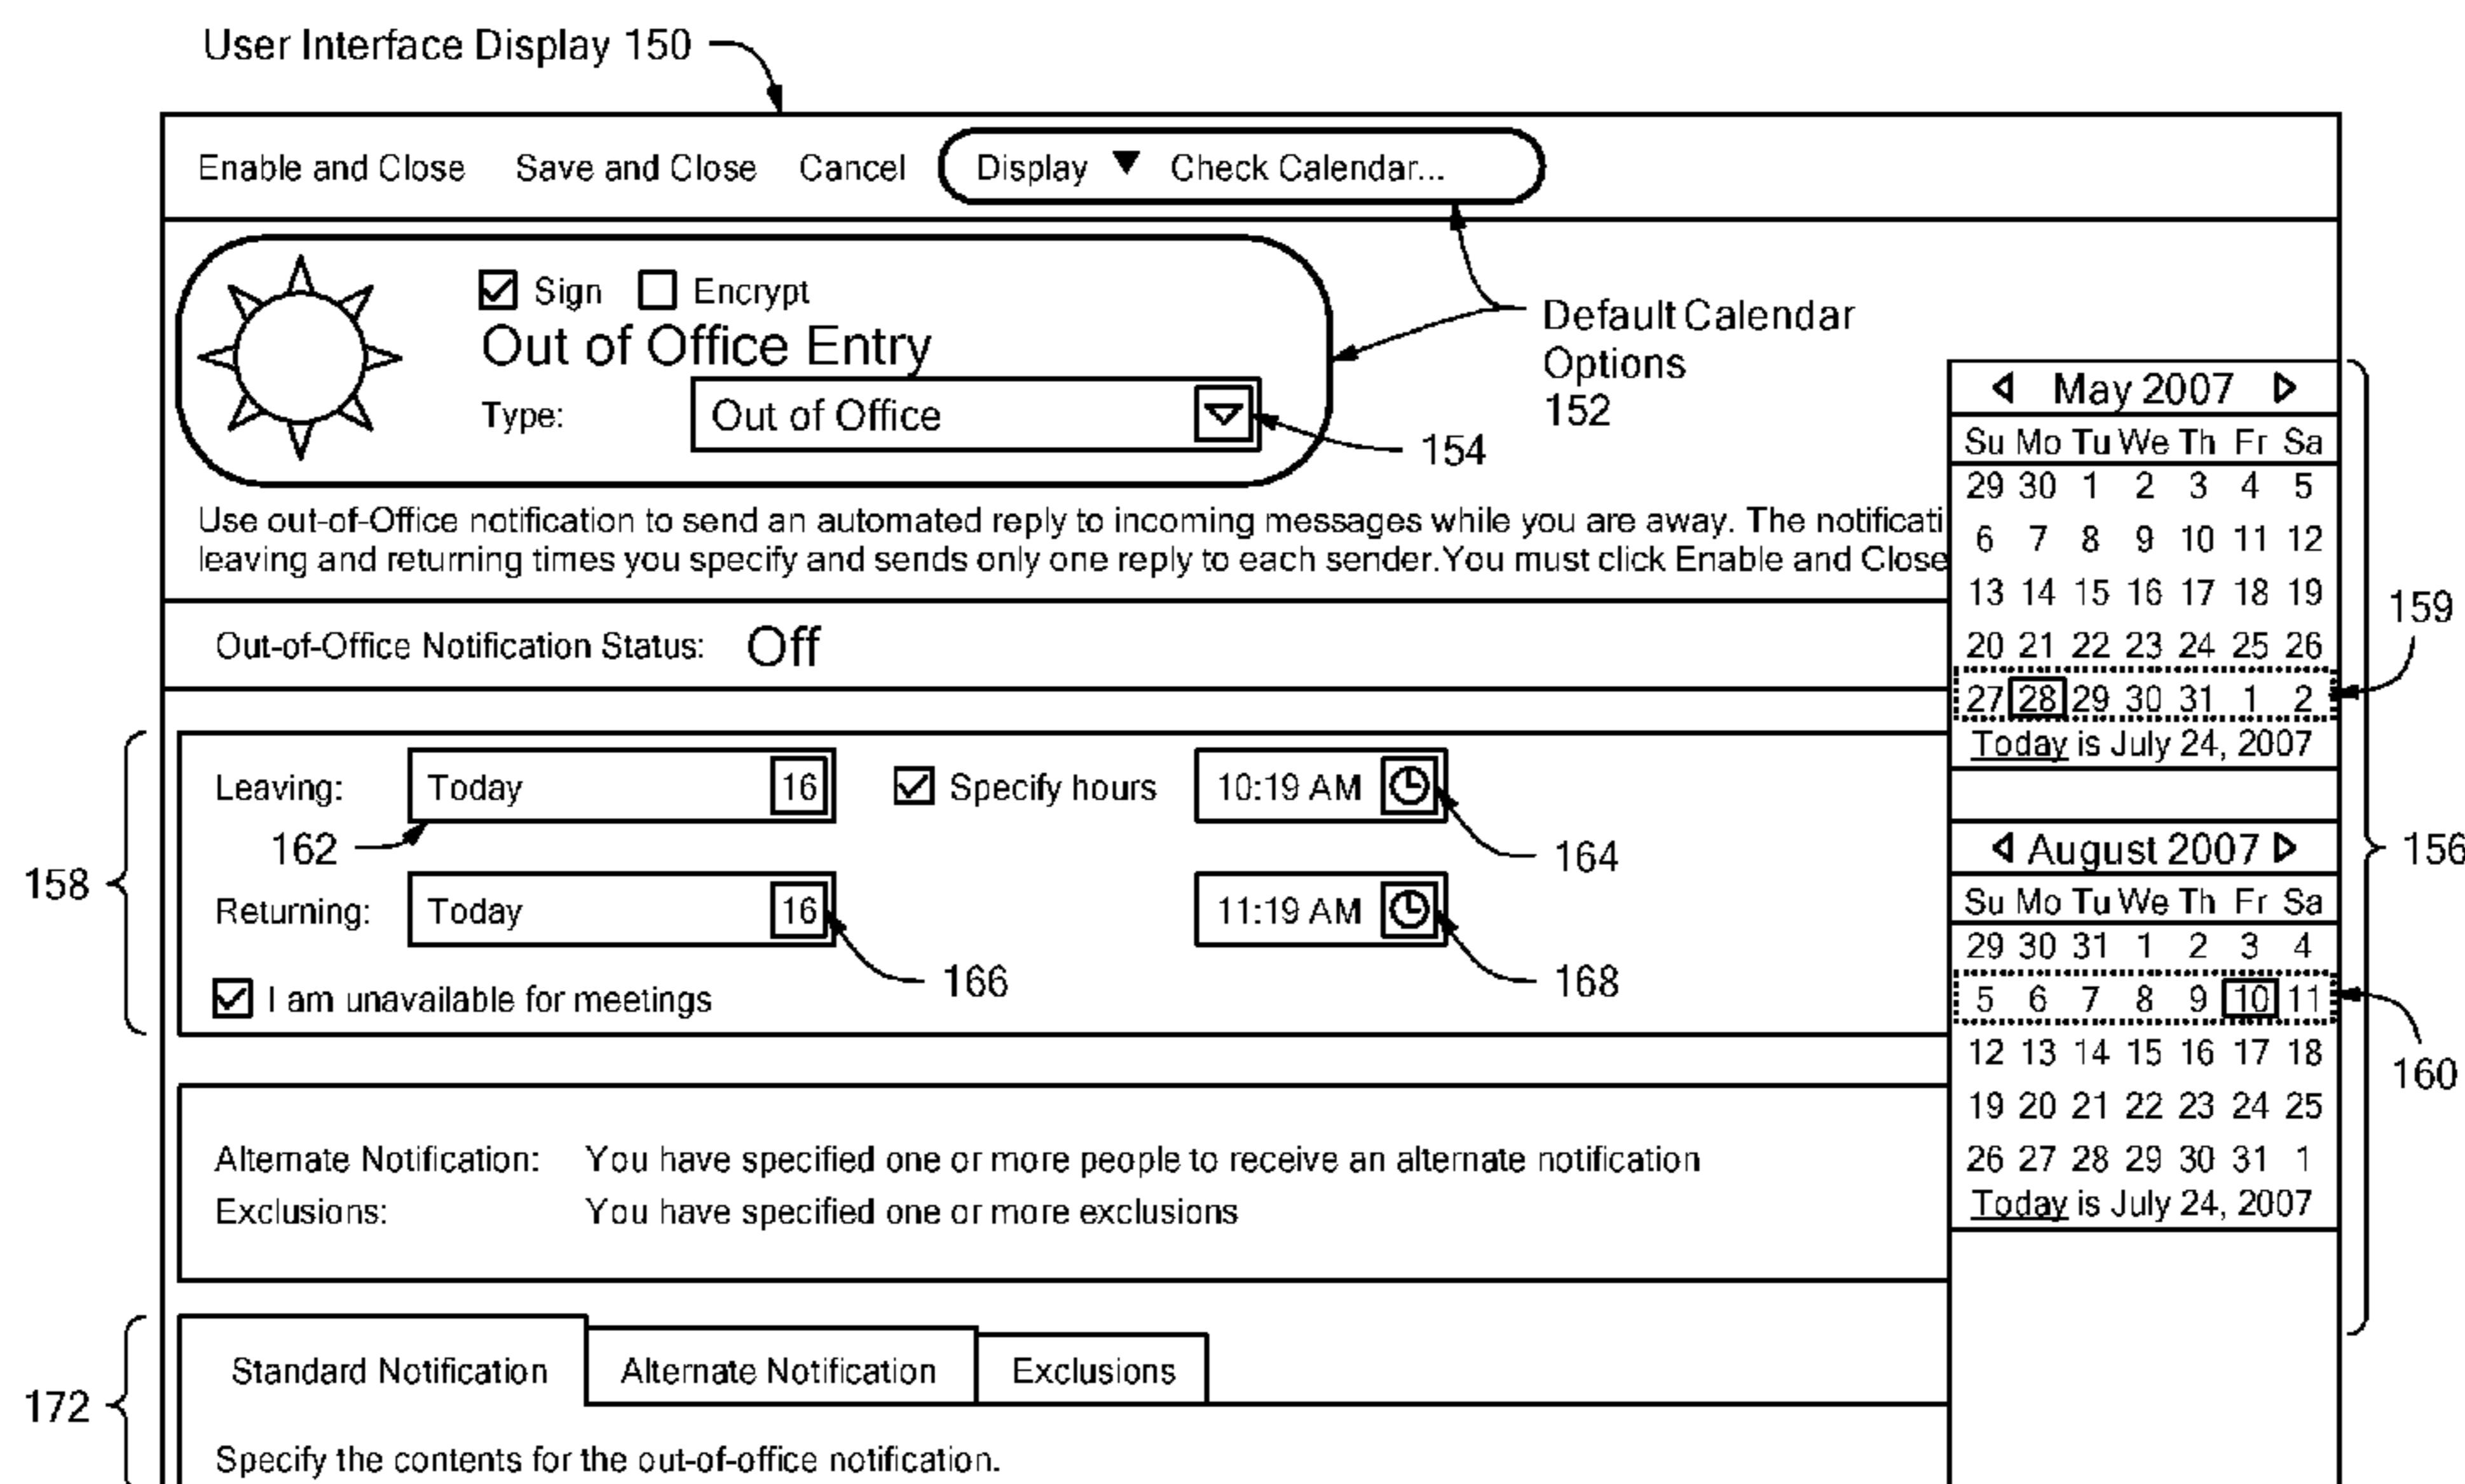 User Interface Display 150
Enable and Close Save and Close Cancel Display Check Calendar...
Sign Encrypt
Out of Office Entry
Type: Out of Office
154
Default Calendar
Options
152
Use out-of-Office notification to send an automated reply to incoming messages while you are away. The notificati
leaving and returning times you specify and sends only one reply to each sender.You must click Enable and Close
Out-of-Office Notification Status: Off
158
Leaving: Today 16 Specify hours 10:19 AM
162
164
Returning: Today 16 11:19 AM
166
168
I am unavailable for meetings
Alternate Notification: You have specified one or more people to receive an alternate notification
Exclusions: You have specified one or more exclusions
172
Standard Notification Alternate Notification Exclusions
Specify the contents for the out-of-office notification.
May 2007
Su Mo Tu We Th Fr Sa
29 30 1 2 3 4 5
6 7 8 9 10 11 12
13 14 15 16 17 18 19
20 21 22 23 24 25 26
27 28 29 30 31 1 2
Today is July 24, 2007
159
August 2007
156
Su Mo Tu We Th Fr Sa
29 30 31 1 2 3 4
5 6 7 8 9 10 11
12 13 14 15 16 17 18
19 20 21 22 23 24 25
26 27 28 29 30 31 1
Today is July 24, 2007
160